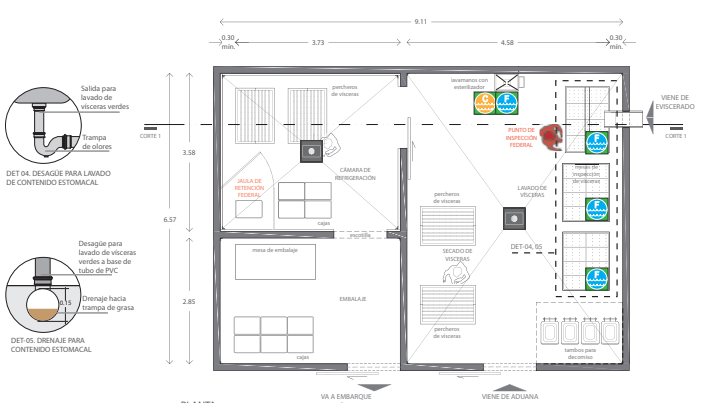 9.11
0.30
mín.
3.73
4.58
0.30
mín.
Salida para
lavado de
vísceras verdes
Trampa
de olores
DET 04. DESAGÜE PARA LAVADO
DE CONTENIDO ESTOMACAL
CORTE 1
3.58
6.57
2.85
percheros
de vísceras
CÁMARA DE
REFRIGERACIÓN
JAULA DE
RETENCIÓN
FEDERAL
cajas
escotilla
mesa de embalaje
EMBALAJE
cajas
lavamanos con
esterilizador
C
F
PUNTO DE
INSPECCIÓN
FEDERAL
F
VIENE DE
EVISCERADO
CORTE 1
mesas de
inspección
de vísceras
LAVADO DE
VÍSCERAS
F
percheros
de vísceras
SECADO DE
VÍSCERAS
DET-04, 05
F
percheros
de vísceras
tambos para
decomiso
Desagüe para
lavado de vísceras
verdes a base de
tubo de PVC
0.15
Drenaje hacia
trampa de grasa
DET-05. DRENAJE PARA
CONTENIDO ESTOMACAL
VA A EMBARQUE
VIENE DE ADUANA
PLANTA